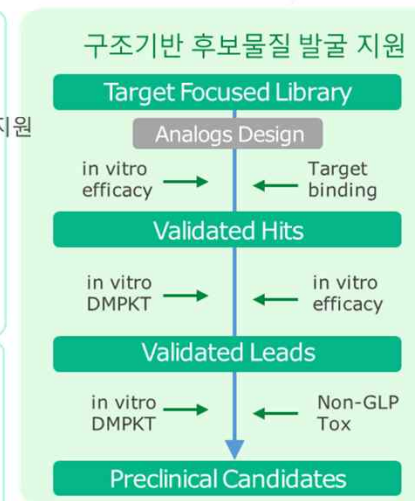 구조기반 후보물질 발굴 지원
Target Focused Library
지원
Analogs Design
in vitro
efficacy
Target
binding
Validated Hits
in vitro
DMPKT
in vitro
efficacy
Validated Leads
in vitro
DMPKT
Non-GLP
Tox
Preclinical Candidates